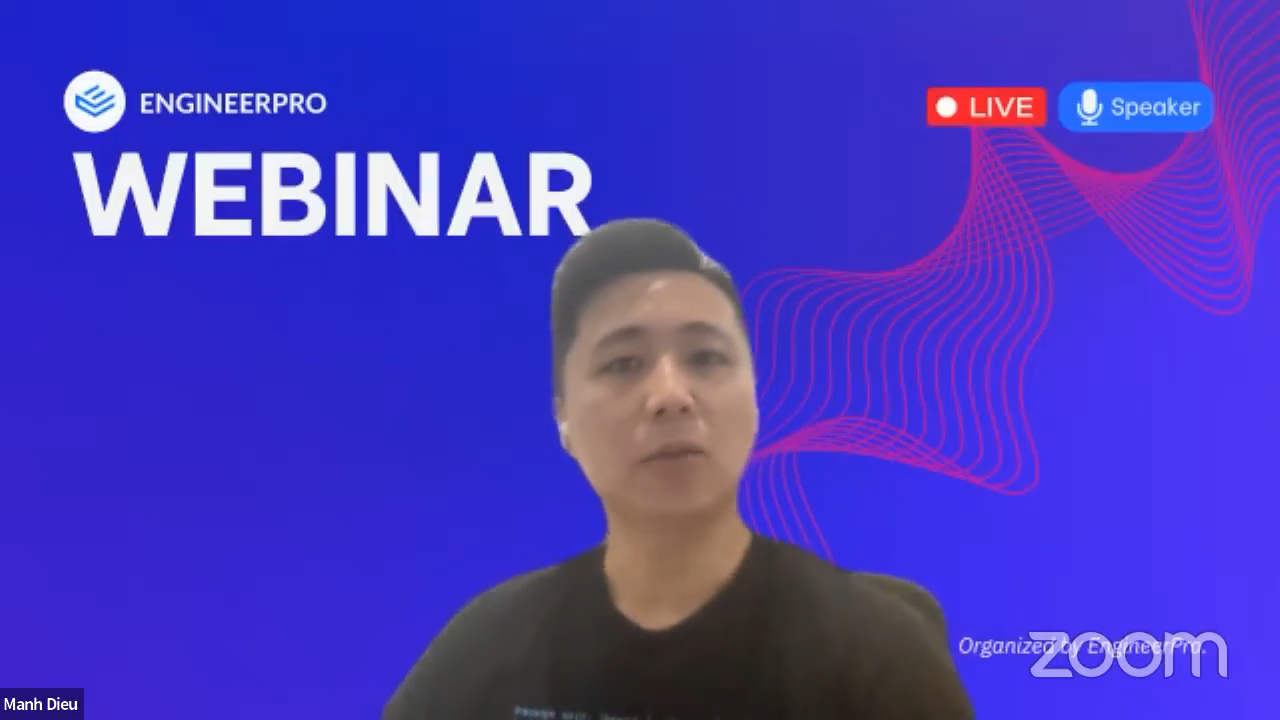 ENGINEERPRO
LIVE
Speaker
WEBINAR
Organized by EngineerPro.
zoom
Manh Dieu